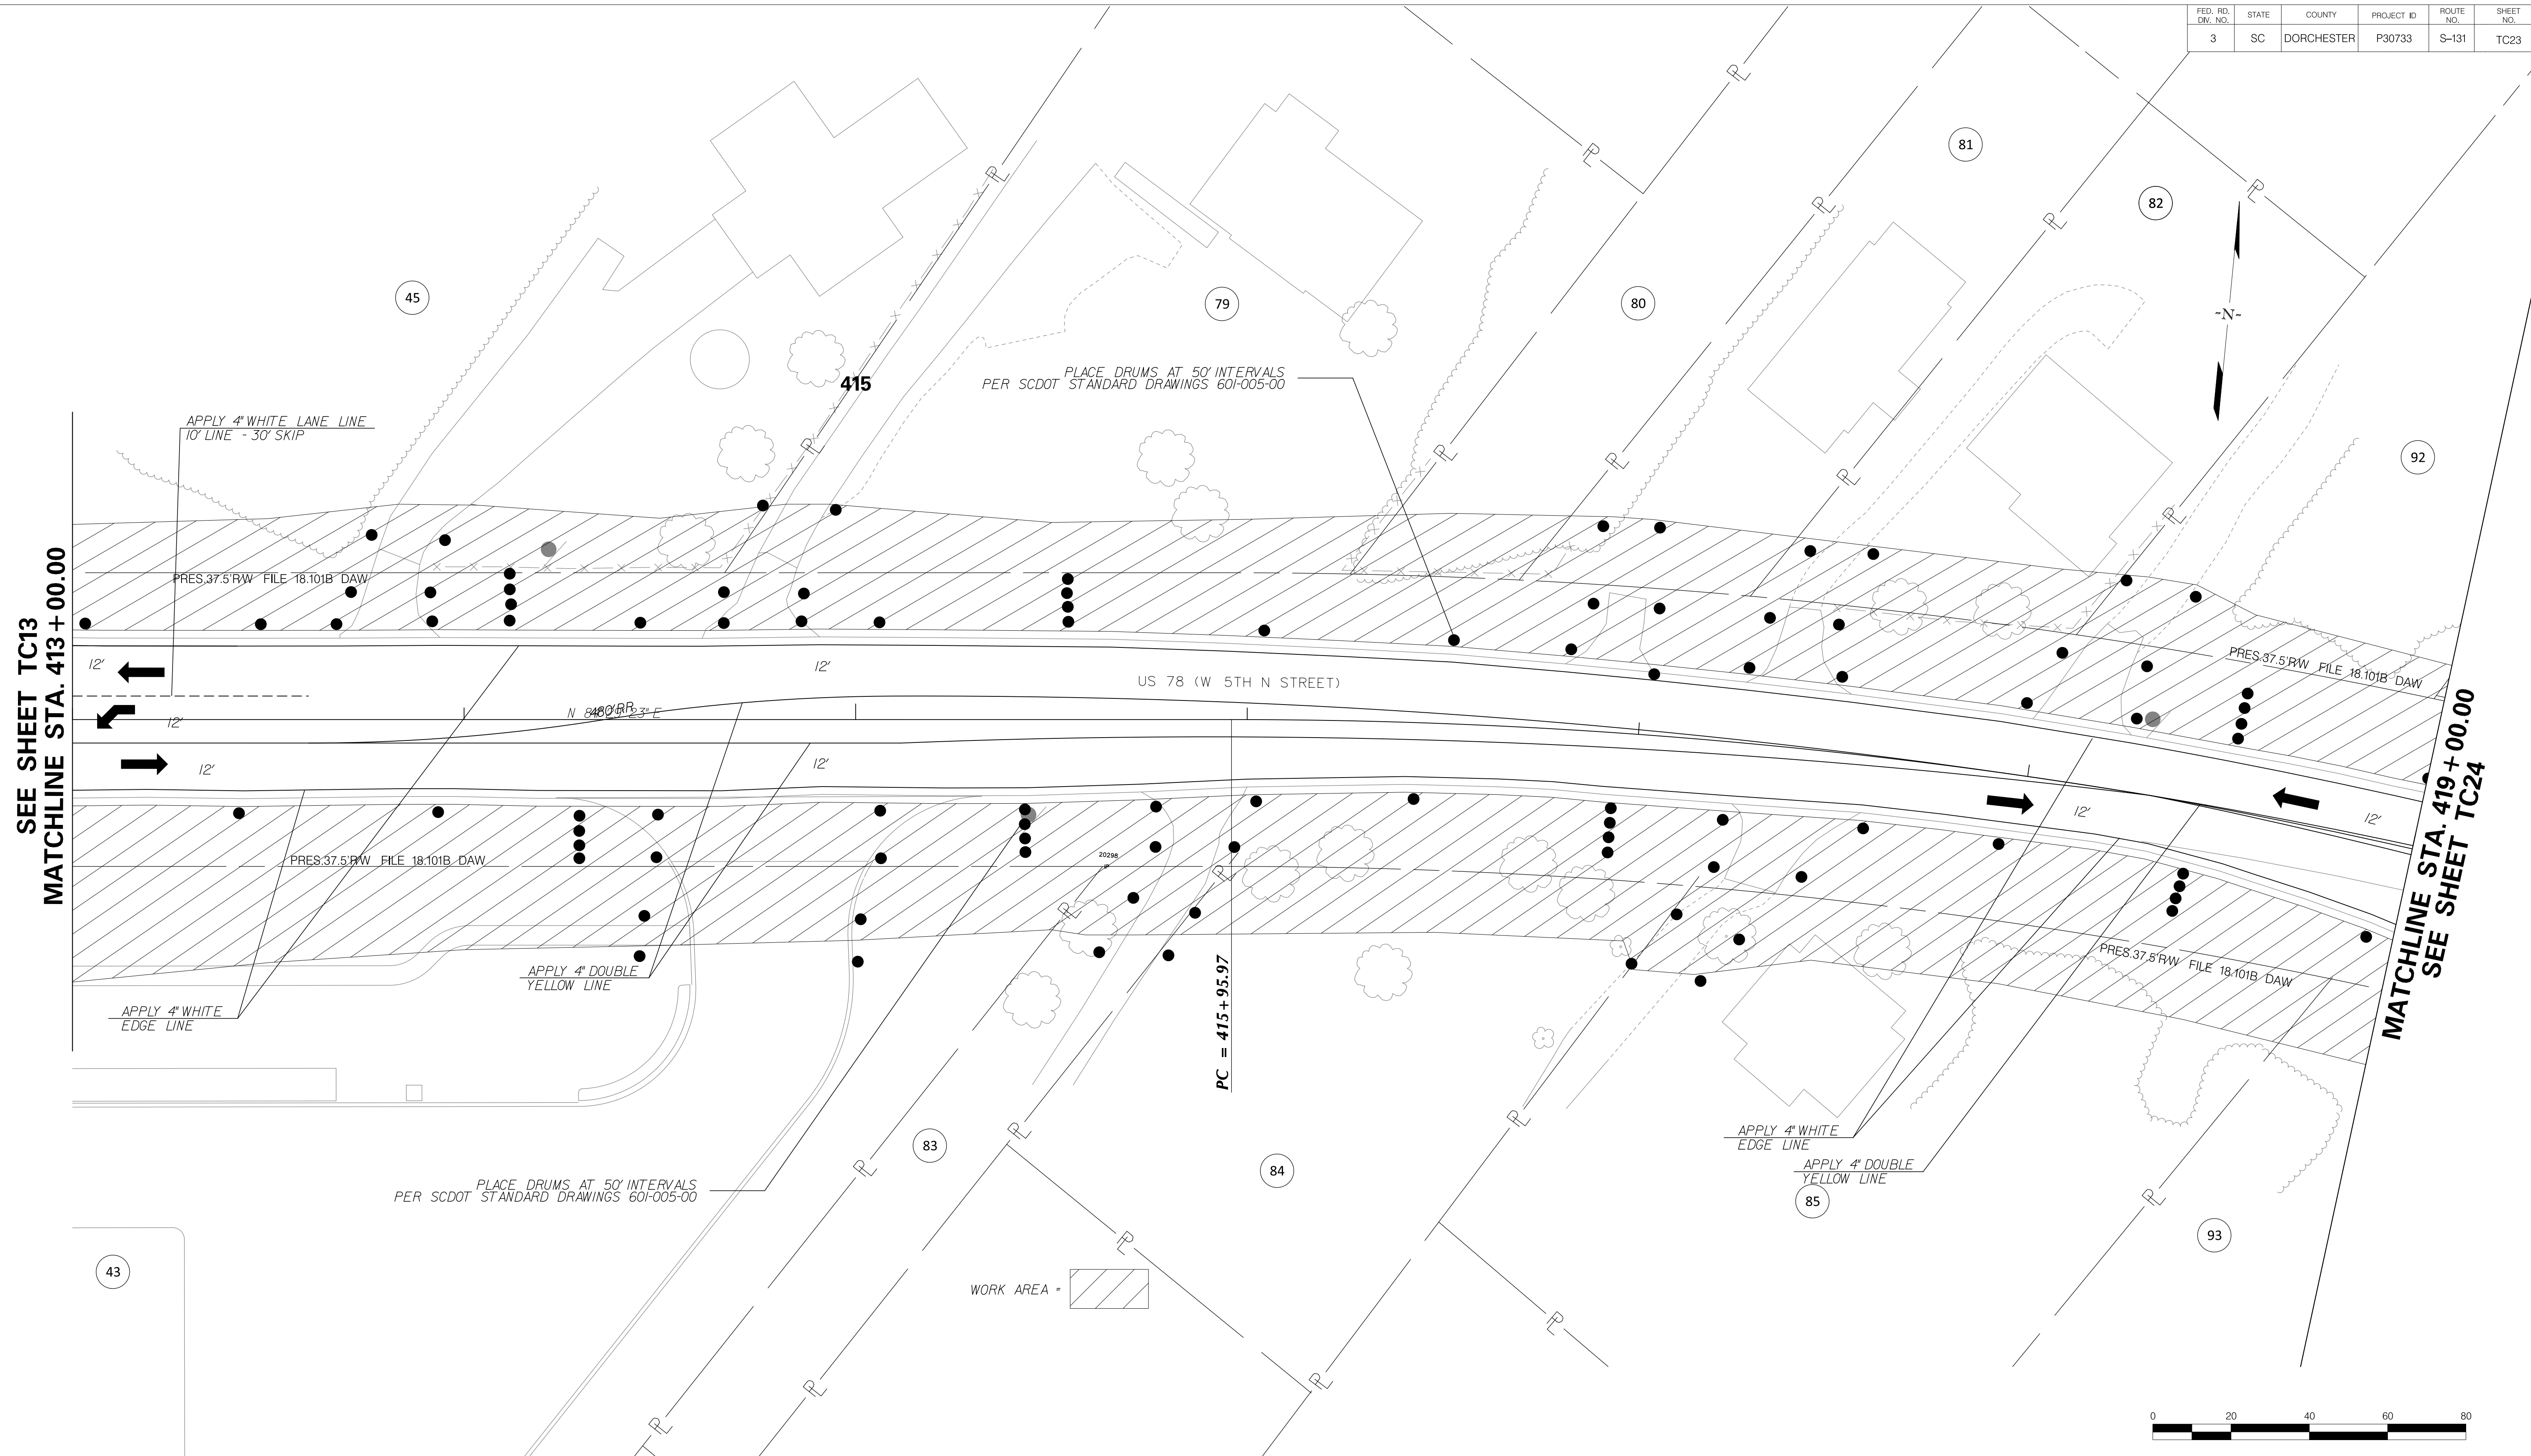 FED. RD. DIV. NO.
STATE
COUNTY
PROJECT ID
ROUTE NO.
SHEET NO.
3
SC
DORCHESTER
P30733
S-131
TC23
81
82
45
79
80
~N~
PLACE DRUMS AT 50' INTERVALS
PER SCDOT STANDARD DRAWINGS 601-005-00
415
APPLY 4" WHITE LANE LINE
10' LINE - 30' SKIP
92
PRES.37.5'R/W FILE 18.101B DAW
SEE SHEET TC13
MATCHLINE STA. 413+00.00
12'
12'
US 78 (W 5TH N STREET)
PRES.37.5'R/W FILE 18.101B DAW
12'
12'
12'
12'
12'
MATCHLINE STA. 419+00.00
SEE SHEET TC24
PRES.37.5'R/W FILE 18.101B DAW
20298
PRES.37.5'R/W FILE 18.101B DAW
APPLY 4" DOUBLE
YELLOW LINE
APPLY 4" WHITE
EDGE LINE
PC = 415+95.97
APPLY 4" WHITE
EDGE LINE
APPLY 4" DOUBLE
YELLOW LINE
83
84
85
PLACE DRUMS AT 50' INTERVALS
PER SCDOT STANDARD DRAWINGS 601-005-00
93
43
WORK AREA =
0 20 40 60 80